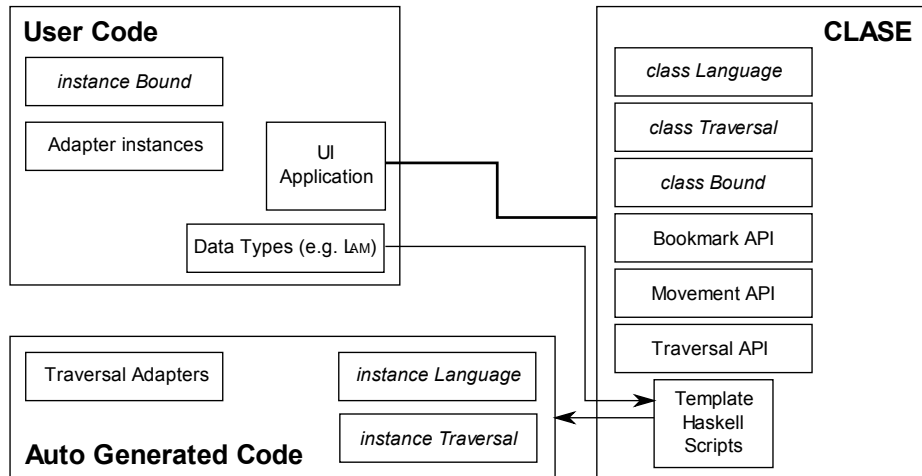 User Code
instance Bound
Adapter instances
UI
Application
Data Types (e.g. LAM)
CLASE
class Language
class Traversal
class Bound
Bookmark API
Movement API
Traversal API
Template
Haskell
Scripts
Traversal Adapters
instance Language
instance Traversal
Auto Generated Code